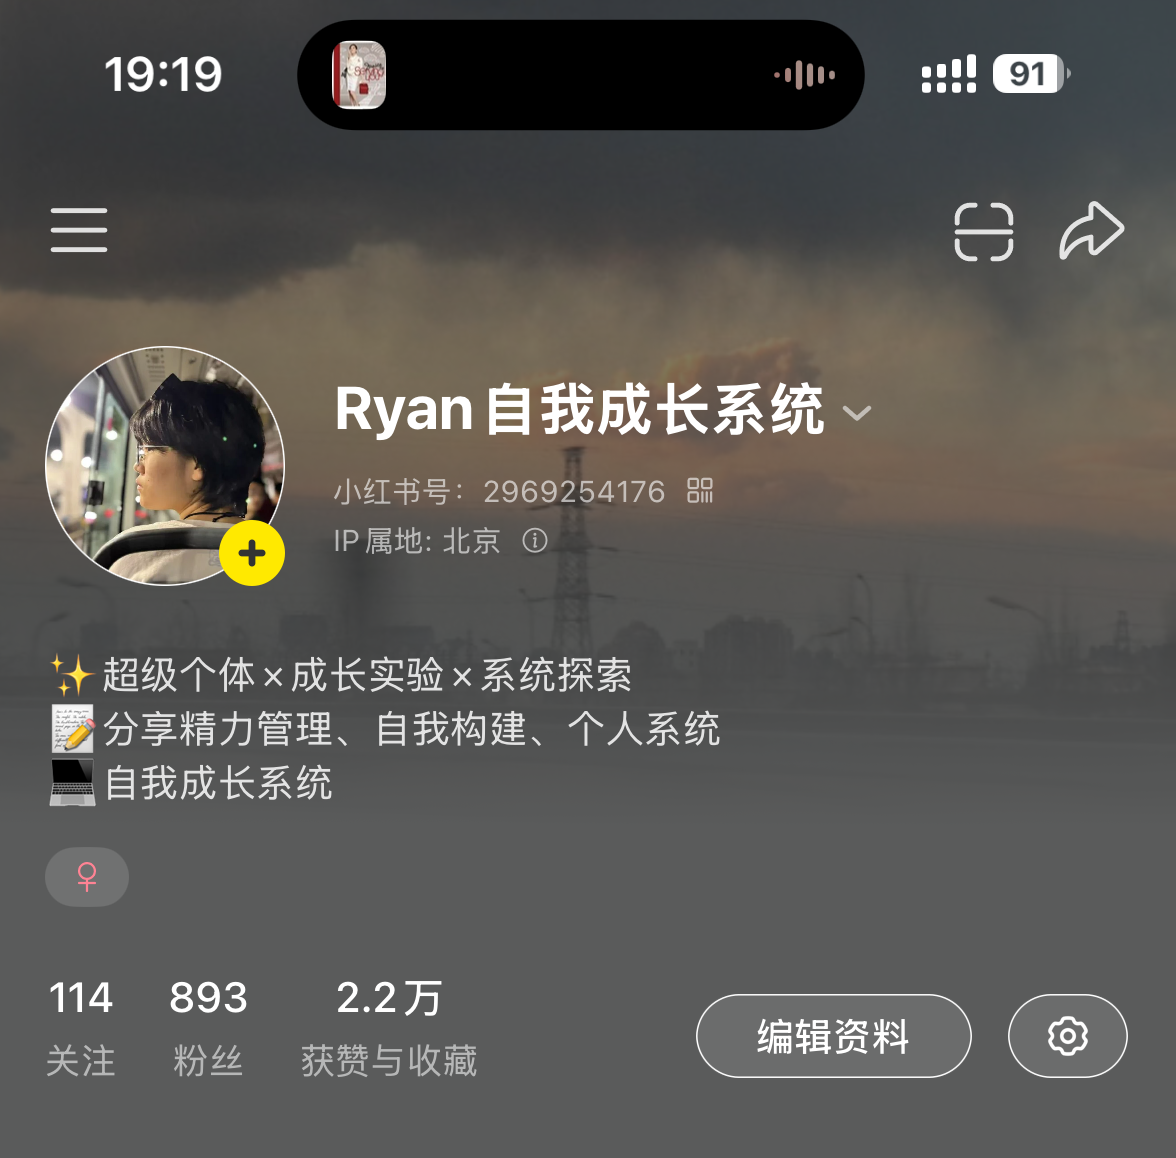 19:19
91
Ryan自我成长系统
小红书号：2969254176
IP属地: 北京
✨超级个体×成长实验×系统探索
📝分享精力管理、自我构建、个人系统
💻自我成长系统
♀
114 893 2.2万
关注 粉丝 获赞与收藏
编辑资料